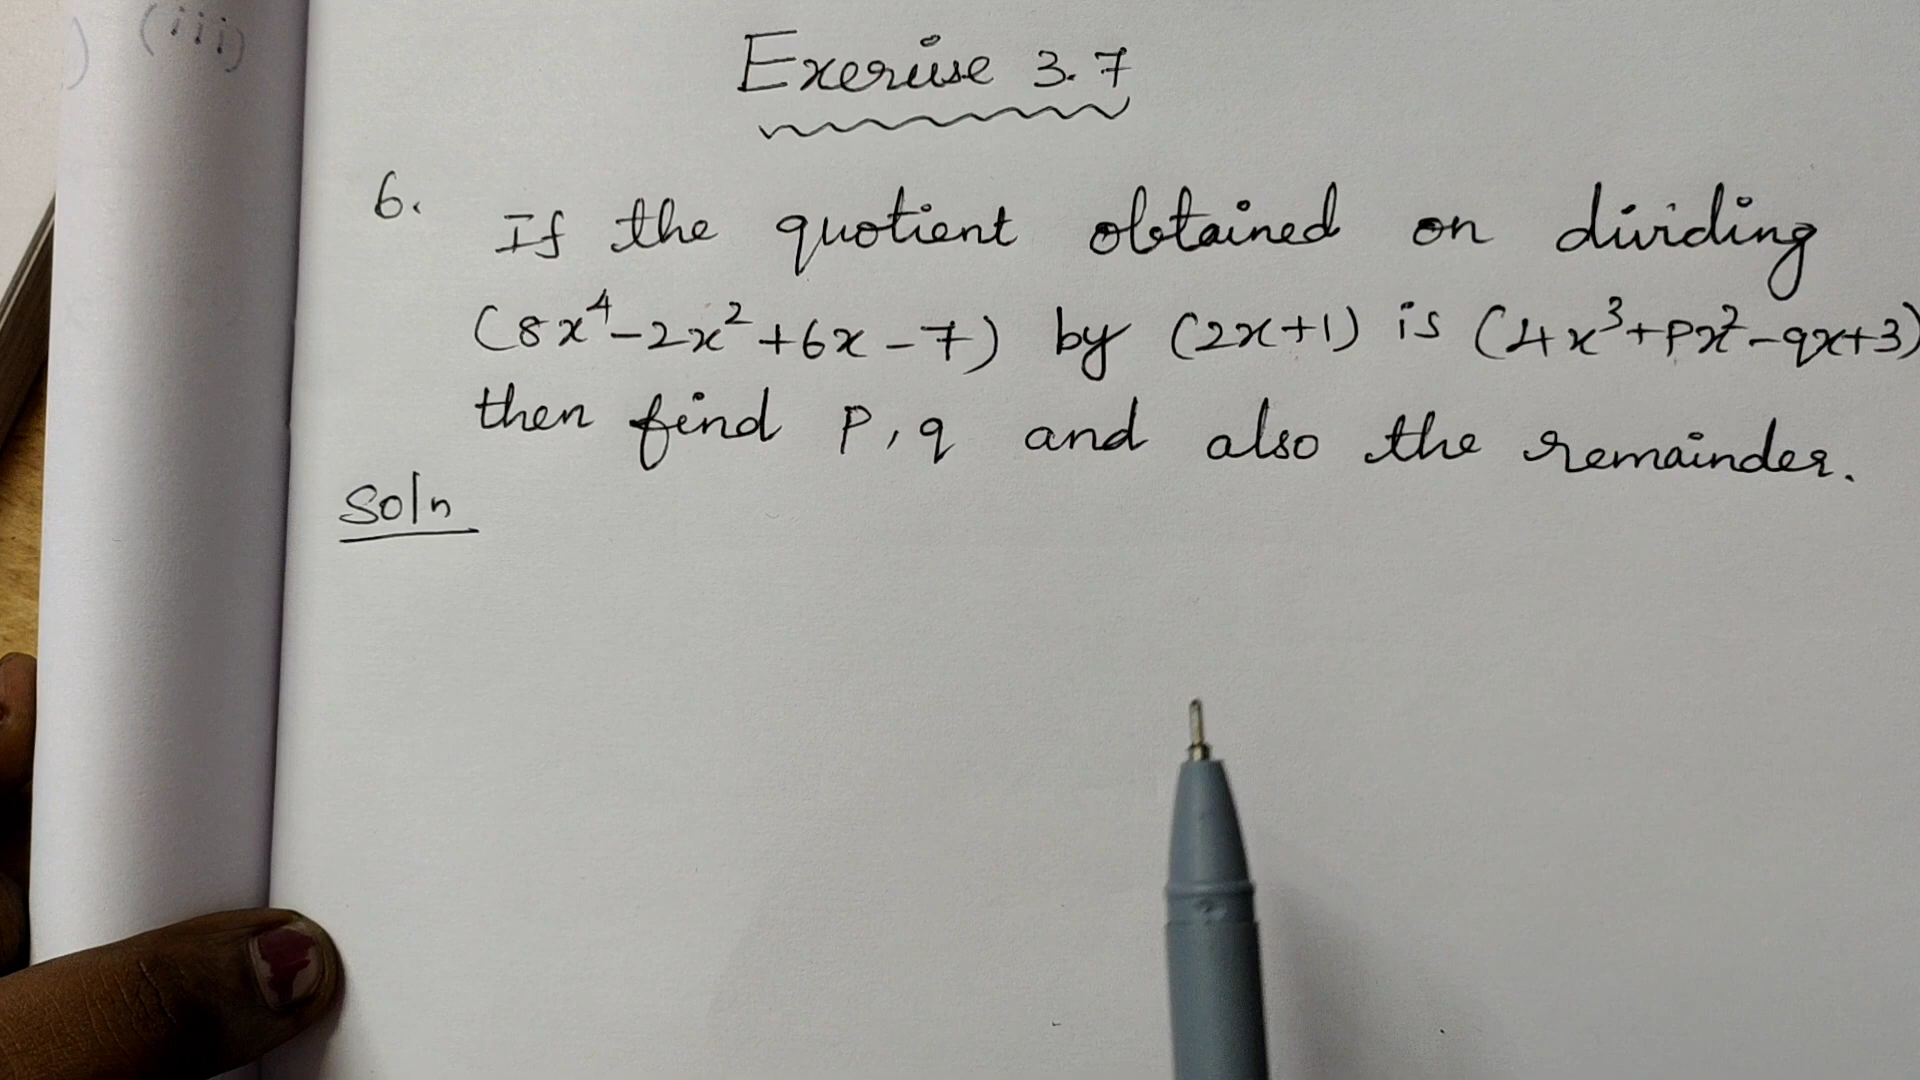 ) (iii)
Exercise 3.7
6. If the quotient obtained on dividing
(8x⁴-2x²+6x-7) by (2x+1) is (4x³+px²-qx+3)
then find P, q and also the remainder.
Soln